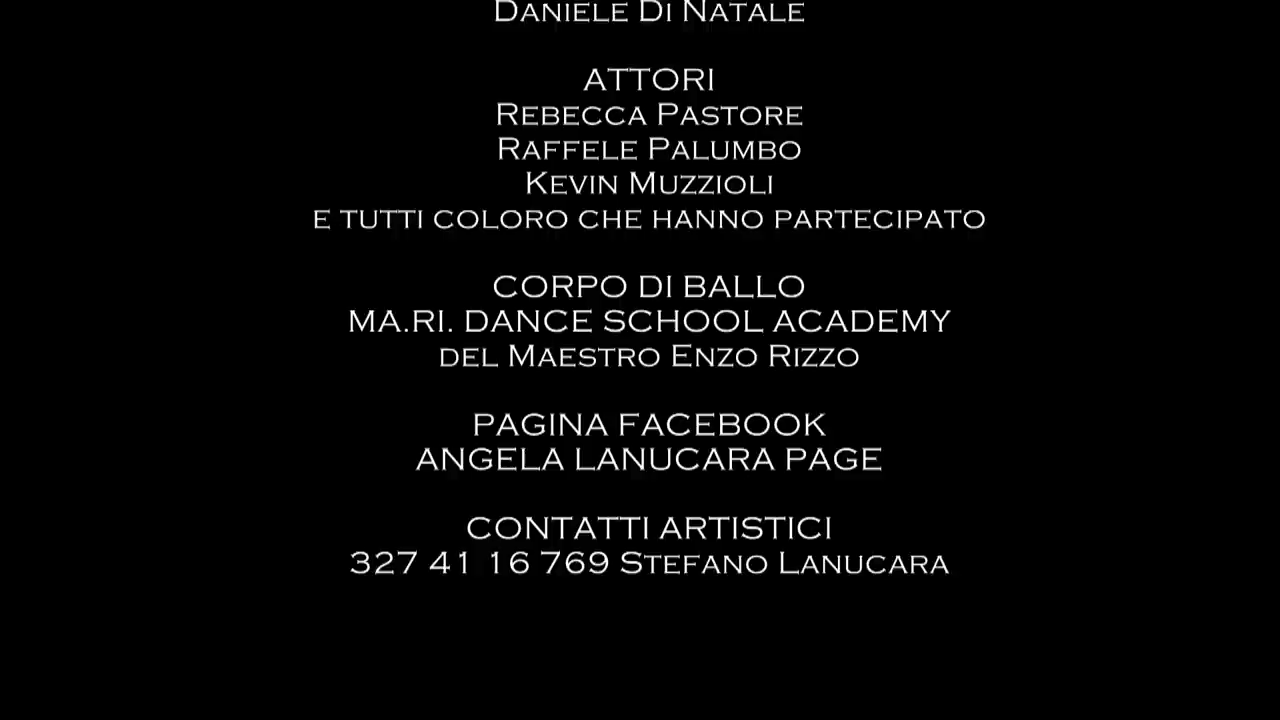 Daniele Di Natale
ATTORI
Rebecca Pastore
Raffele Palumbo
Kevin Muzzioli
e tutti coloro che hanno partecipato
CORPO DI BALLO
MA.RI. DANCE SCHOOL ACADEMY
del Maestro Enzo Rizzo
PAGINA FACEBOOK
ANGELA LANUCARA PAGE
CONTATTI ARTISTICI
327 41 16 769 Stefano Lanucara